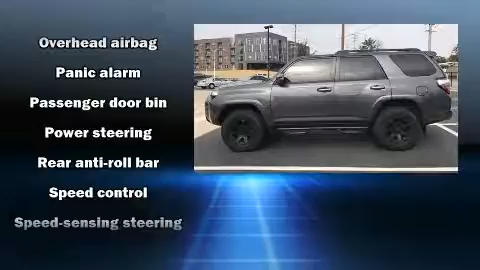 Overhead airbag
Panic alarm
Passenger door bin
Power steering
Rear anti-roll bar
Speed control
Speed-sensing steering